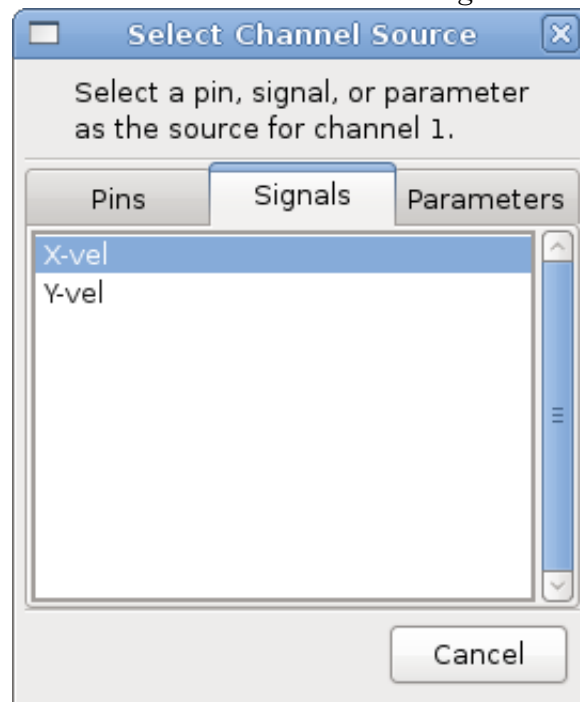 Select Channel Source
Select a pin, signal, or parameter
as the source for channel 1.
Pins Signals Parameters
X-vel
Y-vel
Cancel